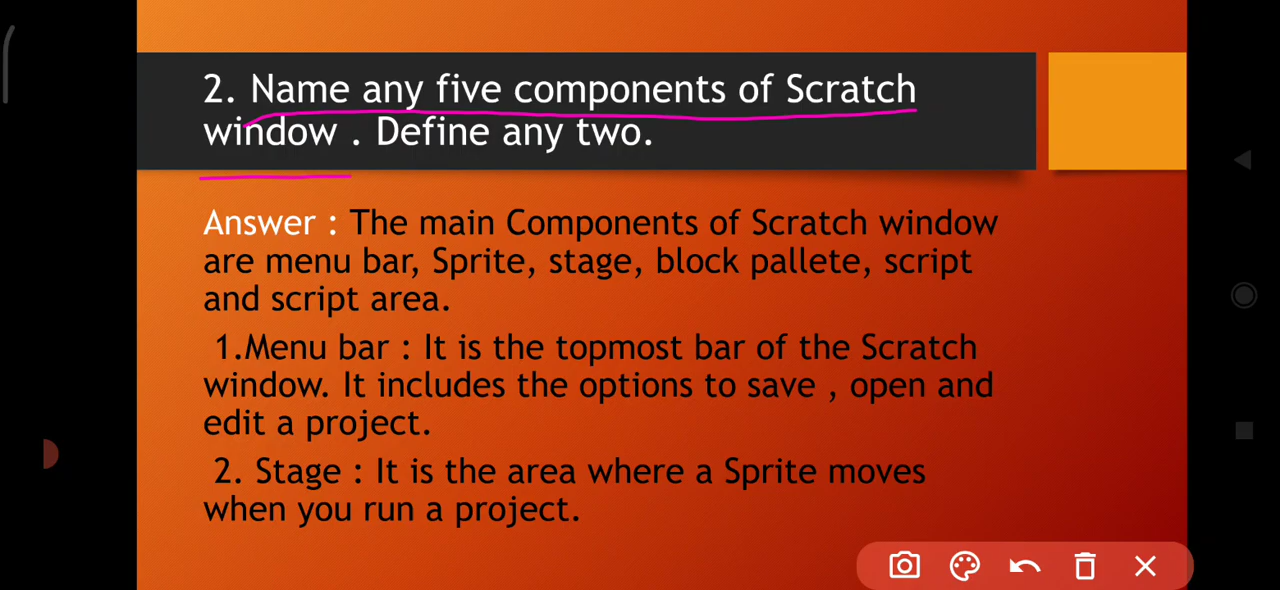 2. Name any five components of Scratch
window . Define any two.
Answer : The main Components of Scratch window
are menu bar, Sprite, stage, block pallete, script
and script area.
1.Menu bar : It is the topmost bar of the Scratch
window. It includes the options to save , open and
edit a project.
2. Stage : It is the area where a Sprite moves
when you run a project.